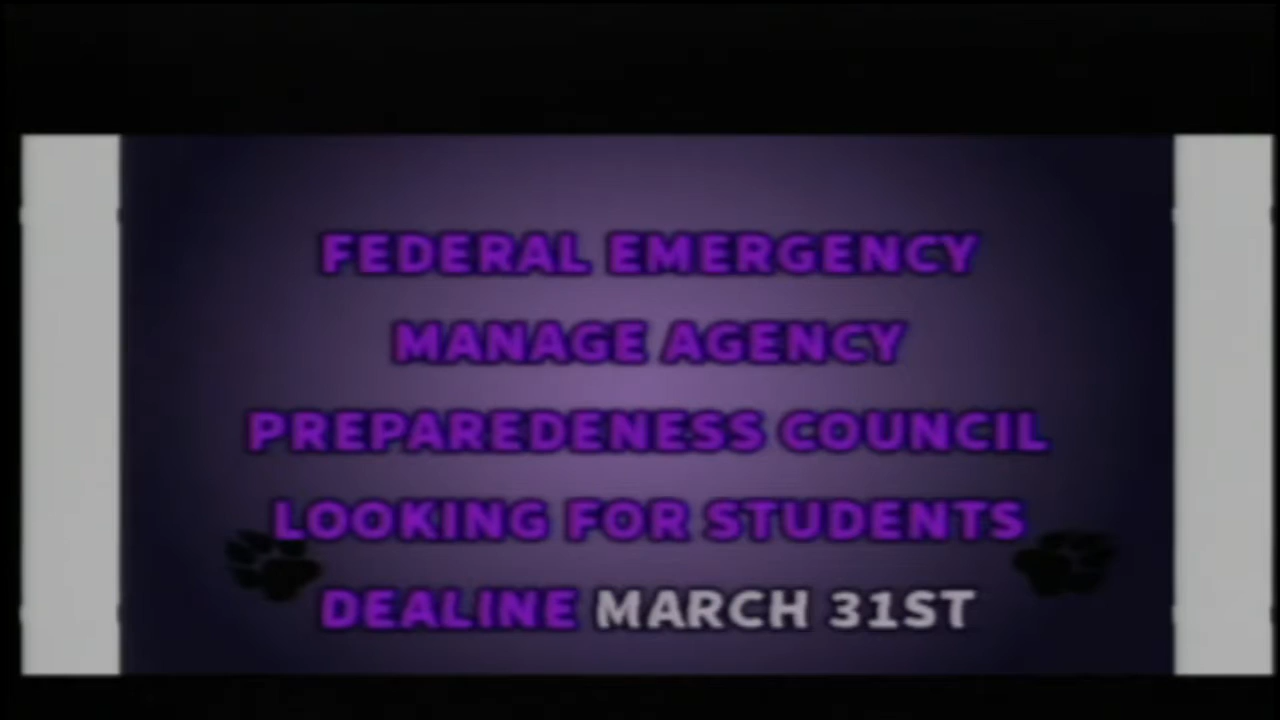 FEDERAL EMERGENCY
MANAGE AGENCY
PREPAREDENESS COUNCIL
LOOKING FOR STUDENTS
DEALINE MARCH 31ST